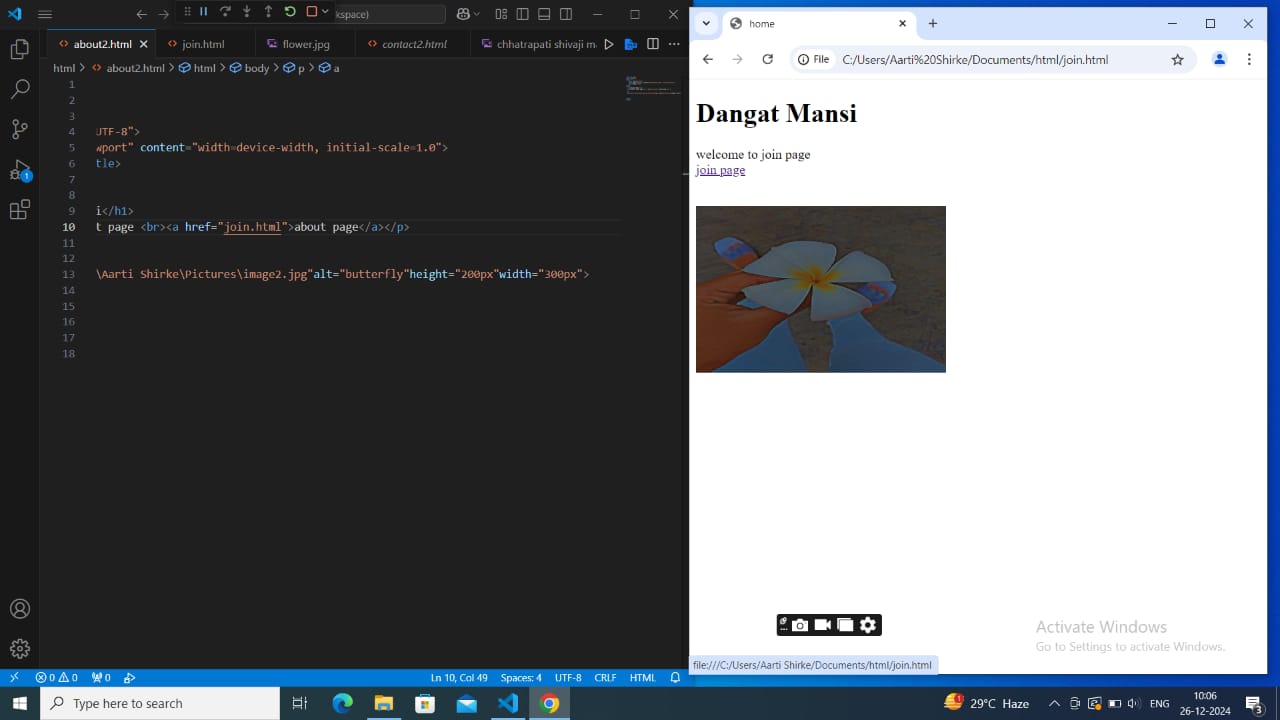 kspace)
about2.html
join.html
flower.jpg
contact2.html
chhatrapati shivaji ma
html > about2.html > html > body > p > a
1
2
3
4 UTF-8">
5 wport" content="width=device-width, initial-scale=1.0">
6 tle>
7
8
9 i</h1>
10 t page <br><a href="join.html">about page</a></p>
11
12
13 \Aarti Shirke\Pictures\image2.jpg"alt="butterfly"height="200px"width="300px">
14
15
16
17
18
1
0 0 0
Ln 10, Col 49 Spaces: 4 UTF-8 CRLF HTML
home
File C:/Users/Aarti%20Shirke/Documents/html/join.html
Dangat Mansi
welcome to join page
join page
Activate Windows
Go to Settings to activate Windows.
file:///C:/Users/Aarti Shirke/Documents/html/join.html
Type here to search
1
29°C Haze
ENG
10:06
26-12-2024
3